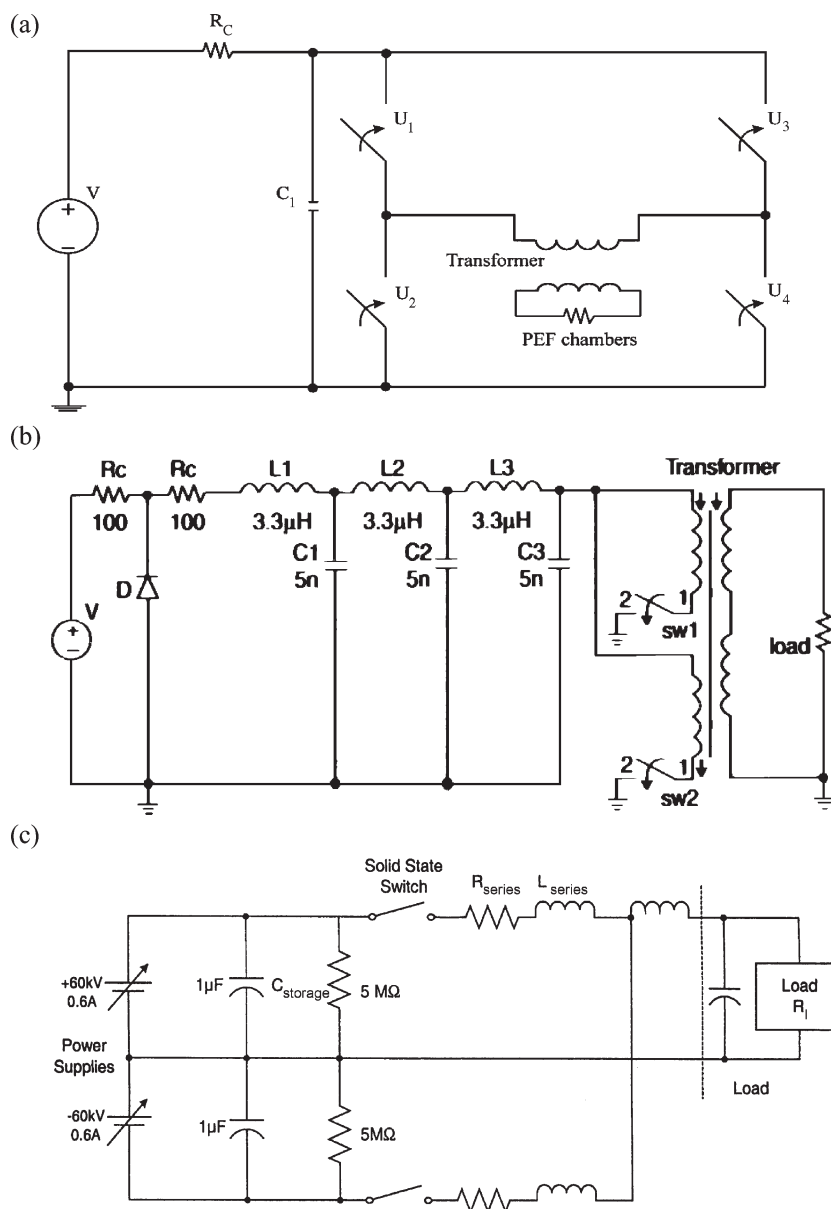 (a)
R_C
U_1
U_3
V
+
−
C_1
Transformer
U_2
U_4
PEF chambers
(b)
Rc
Rc
L1
L2
L3
Transformer
100
100
3.3µH
3.3µH
3.3µH
C1
5n
C2
5n
C3
5n
D
V
+
−
2
1
sw1
load
2
1
sw2
(c)
Solid State
Switch
R_series
L_series
+60kV
0.6A
1µF
C_storage
5 MΩ
Load
R_l
Power
Supplies
Load
-60kV
0.6A
1µF
5MΩ